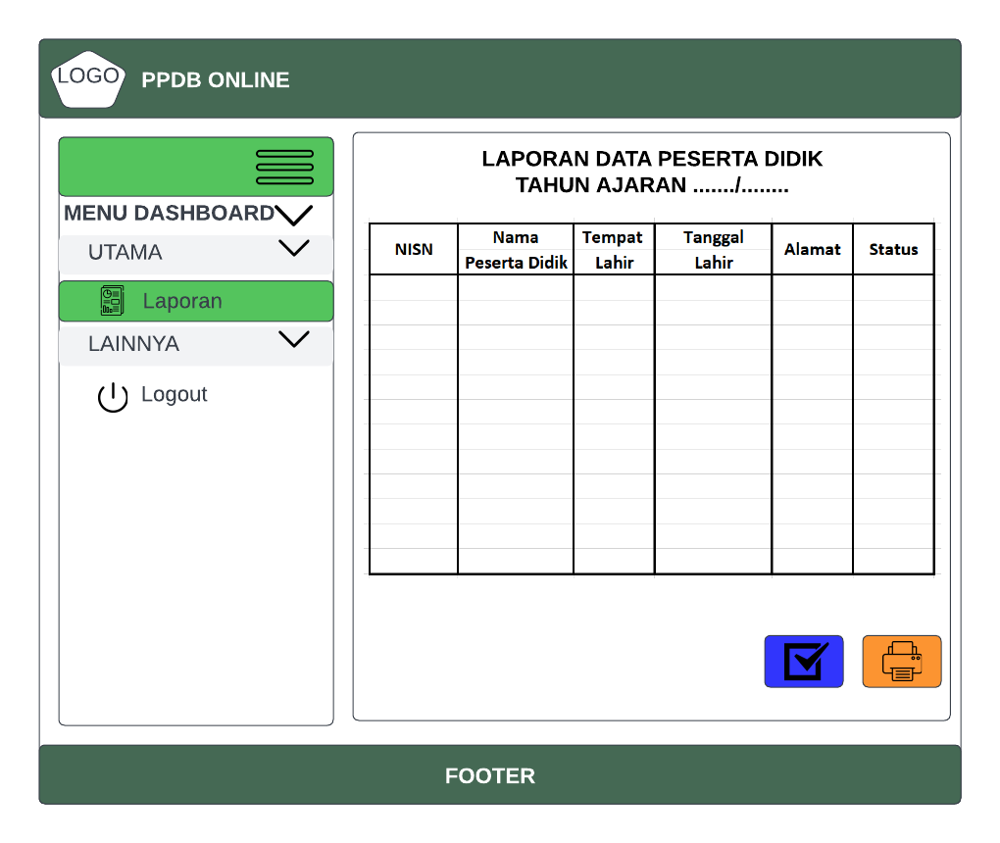 LOGO
PPDB ONLINE
MENU DASHBOARD
UTAMA
Laporan
LAINNYA
Logout
LAPORAN DATA PESERTA DIDIK
TAHUN AJARAN ......./........
NISN
Nama
Peserta Didik
Tempat
Lahir
Tanggal
Lahir
Alamat
Status
FOOTER